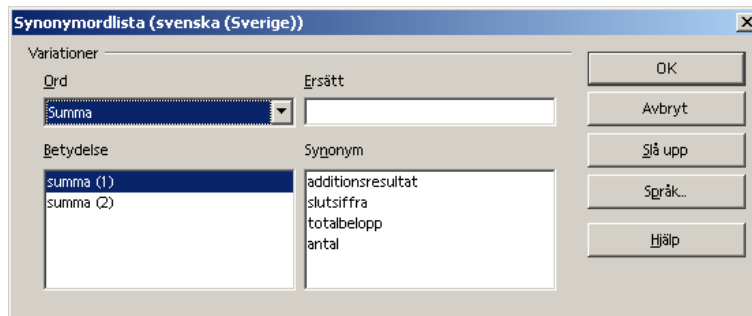 Synonymordlista (svenska (Sverige))
Variationer
Ord
Ersätt
Summa
Betydelse
Synonym
summa (1)
summa (2)
additionsresultat
slutsiffra
totalbelopp
antal
OK
Avbryt
Slå upp
Språk...
Hjälp